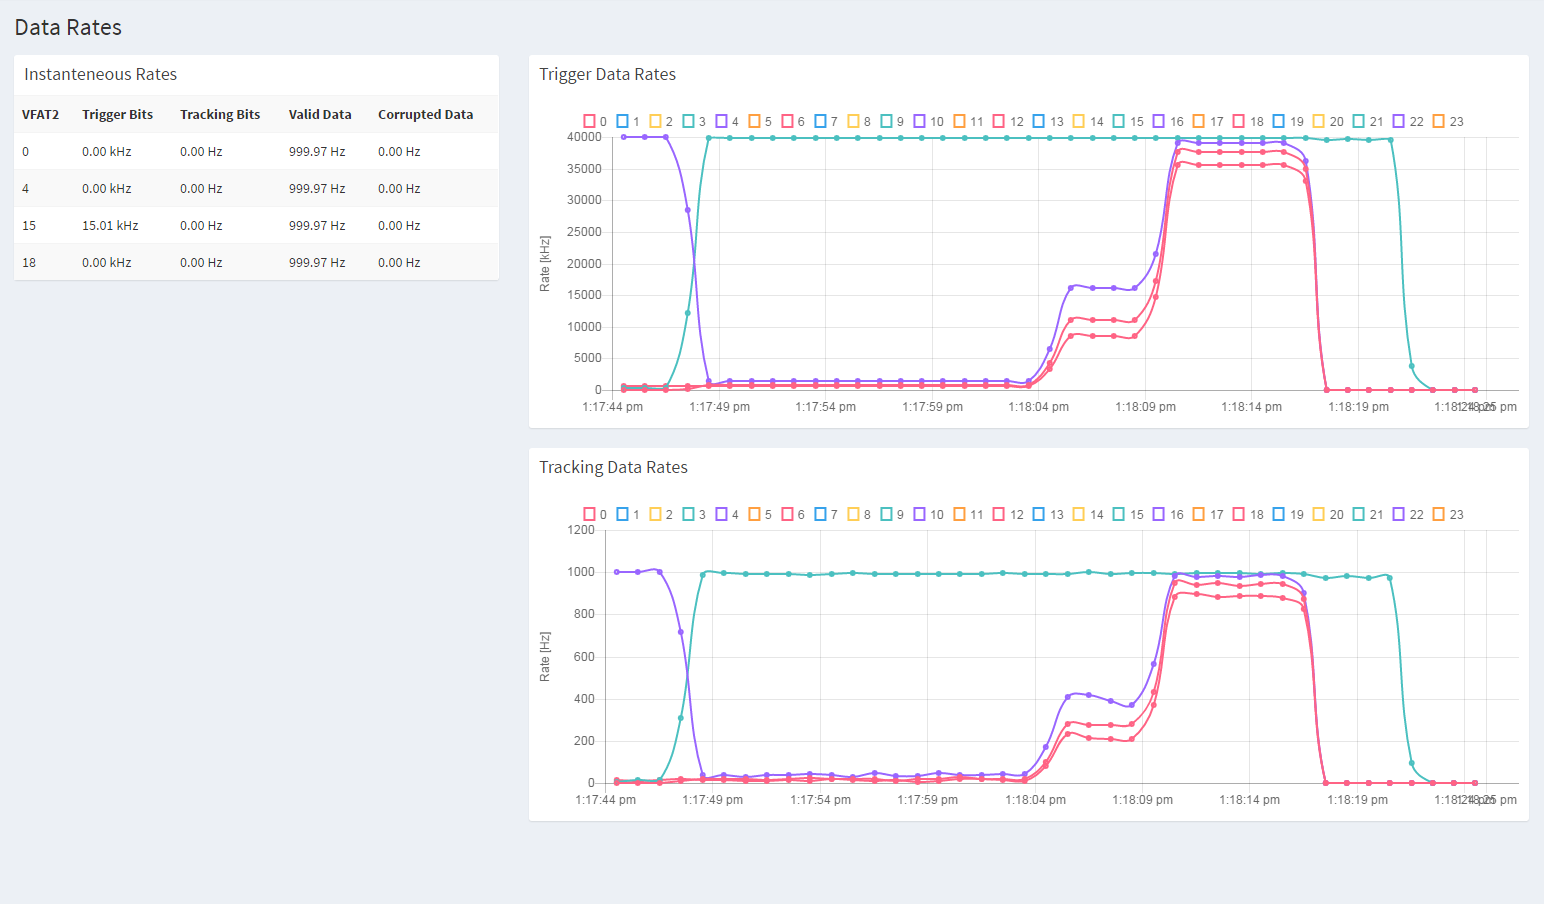 Data Rates
Instanteneous Rates
VFAT2 Trigger Bits Tracking Bits Valid Data Corrupted Data
0 0.00 kHz 0.00 Hz 999.97 Hz 0.00 Hz
4 0.00 kHz 0.00 Hz 999.97 Hz 0.00 Hz
15 15.01 kHz 0.00 Hz 999.97 Hz 0.00 Hz
18 0.00 kHz 0.00 Hz 999.97 Hz 0.00 Hz
Trigger Data Rates
0 1 2 3 4 5 6 7 8 9 10 11 12 13 14 15 16 17 18 19 20 21 22 23
40000
35000
30000
25000
20000
15000
10000
5000
0
Rate [kHz]
1:17:44 pm 1:17:49 pm 1:17:54 pm 1:17:59 pm 1:18:04 pm 1:18:09 pm 1:18:14 pm 1:18:19 pm 1:18:24 pm 1:18:25 pm
Tracking Data Rates
0 1 2 3 4 5 6 7 8 9 10 11 12 13 14 15 16 17 18 19 20 21 22 23
1200
1000
800
600
400
200
0
Rate [Hz]
1:17:44 pm 1:17:49 pm 1:17:54 pm 1:17:59 pm 1:18:04 pm 1:18:09 pm 1:18:14 pm 1:18:19 pm 1:18:24 pm 1:18:25 pm